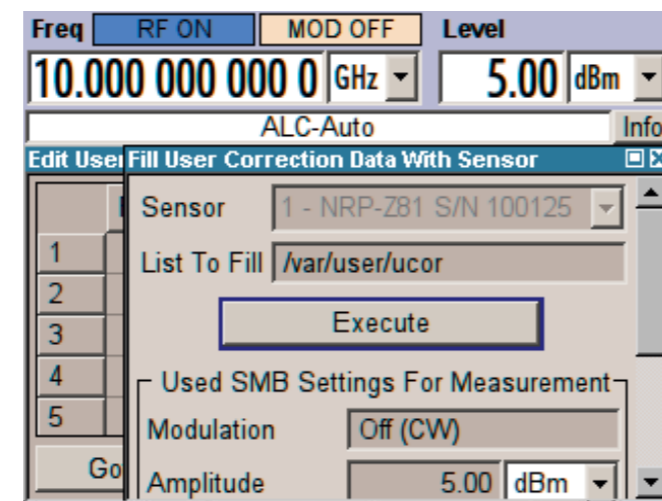 Freq RF ON MOD OFF Level
10.000 000 000 0 GHz 5.00 dBm
ALC-Auto Info
Edit User Fill User Correction Data With Sensor
Sensor 1 - NRP-Z81 S/N 100125
1 List To Fill /var/user/ucor
2
Execute
3
4 Used SMB Settings For Measurement
5 Modulation Off (CW)
Go Amplitude 5.00 dBm